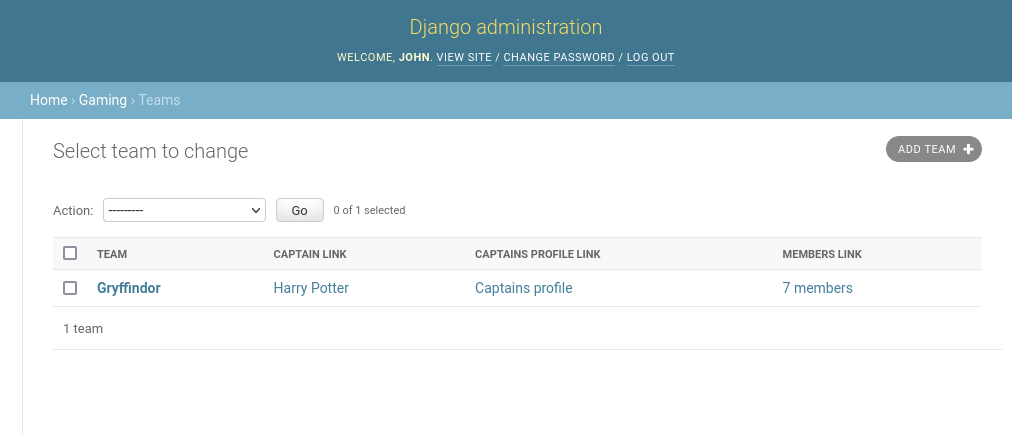 Django administration
WELCOME, JOHN. VIEW SITE / CHANGE PASSWORD / LOG OUT
Home › Gaming › Teams
Select team to change
ADD TEAM +
Action: --------- Go 0 of 1 selected
TEAM CAPTAIN LINK CAPTAINS PROFILE LINK MEMBERS LINK
Gryffindor Harry Potter Captains profile 7 members
1 team